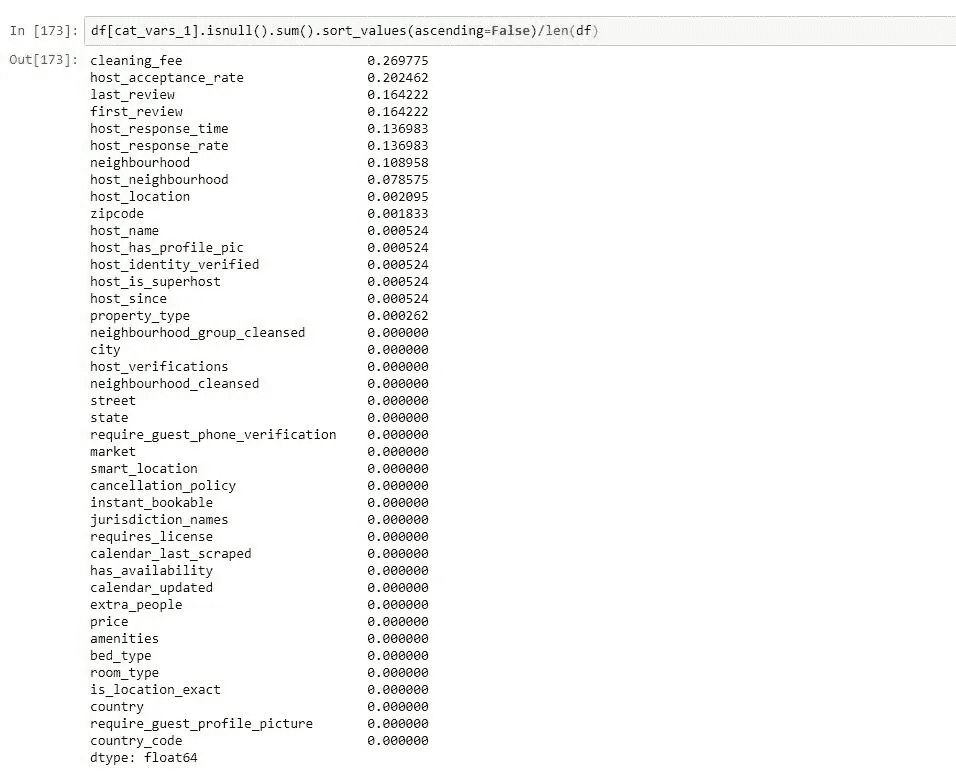 In [173]: df[cat_vars_1].isnull().sum().sort_values(ascending=False)/len(df)
Out[173]: cleaning_fee 0.269775
host_acceptance_rate 0.202462
last_review 0.164222
first_review 0.164222
host_response_time 0.136983
host_response_rate 0.136983
neighbourhood 0.108958
host_neighbourhood 0.078575
host_location 0.002095
zipcode 0.001833
host_name 0.000524
host_has_profile_pic 0.000524
host_identity_verified 0.000524
host_is_superhost 0.000524
host_since 0.000524
property_type 0.000262
neighbourhood_group_cleansed 0.000000
city 0.000000
host_verifications 0.000000
neighbourhood_cleansed 0.000000
street 0.000000
state 0.000000
require_guest_phone_verification 0.000000
market 0.000000
smart_location 0.000000
cancellation_policy 0.000000
instant_bookable 0.000000
jurisdiction_names 0.000000
requires_license 0.000000
calendar_last_scraped 0.000000
has_availability 0.000000
calendar_updated 0.000000
extra_people 0.000000
price 0.000000
amenities 0.000000
bed_type 0.000000
room_type 0.000000
is_location_exact 0.000000
country 0.000000
require_guest_profile_picture 0.000000
country_code 0.000000
dtype: float64